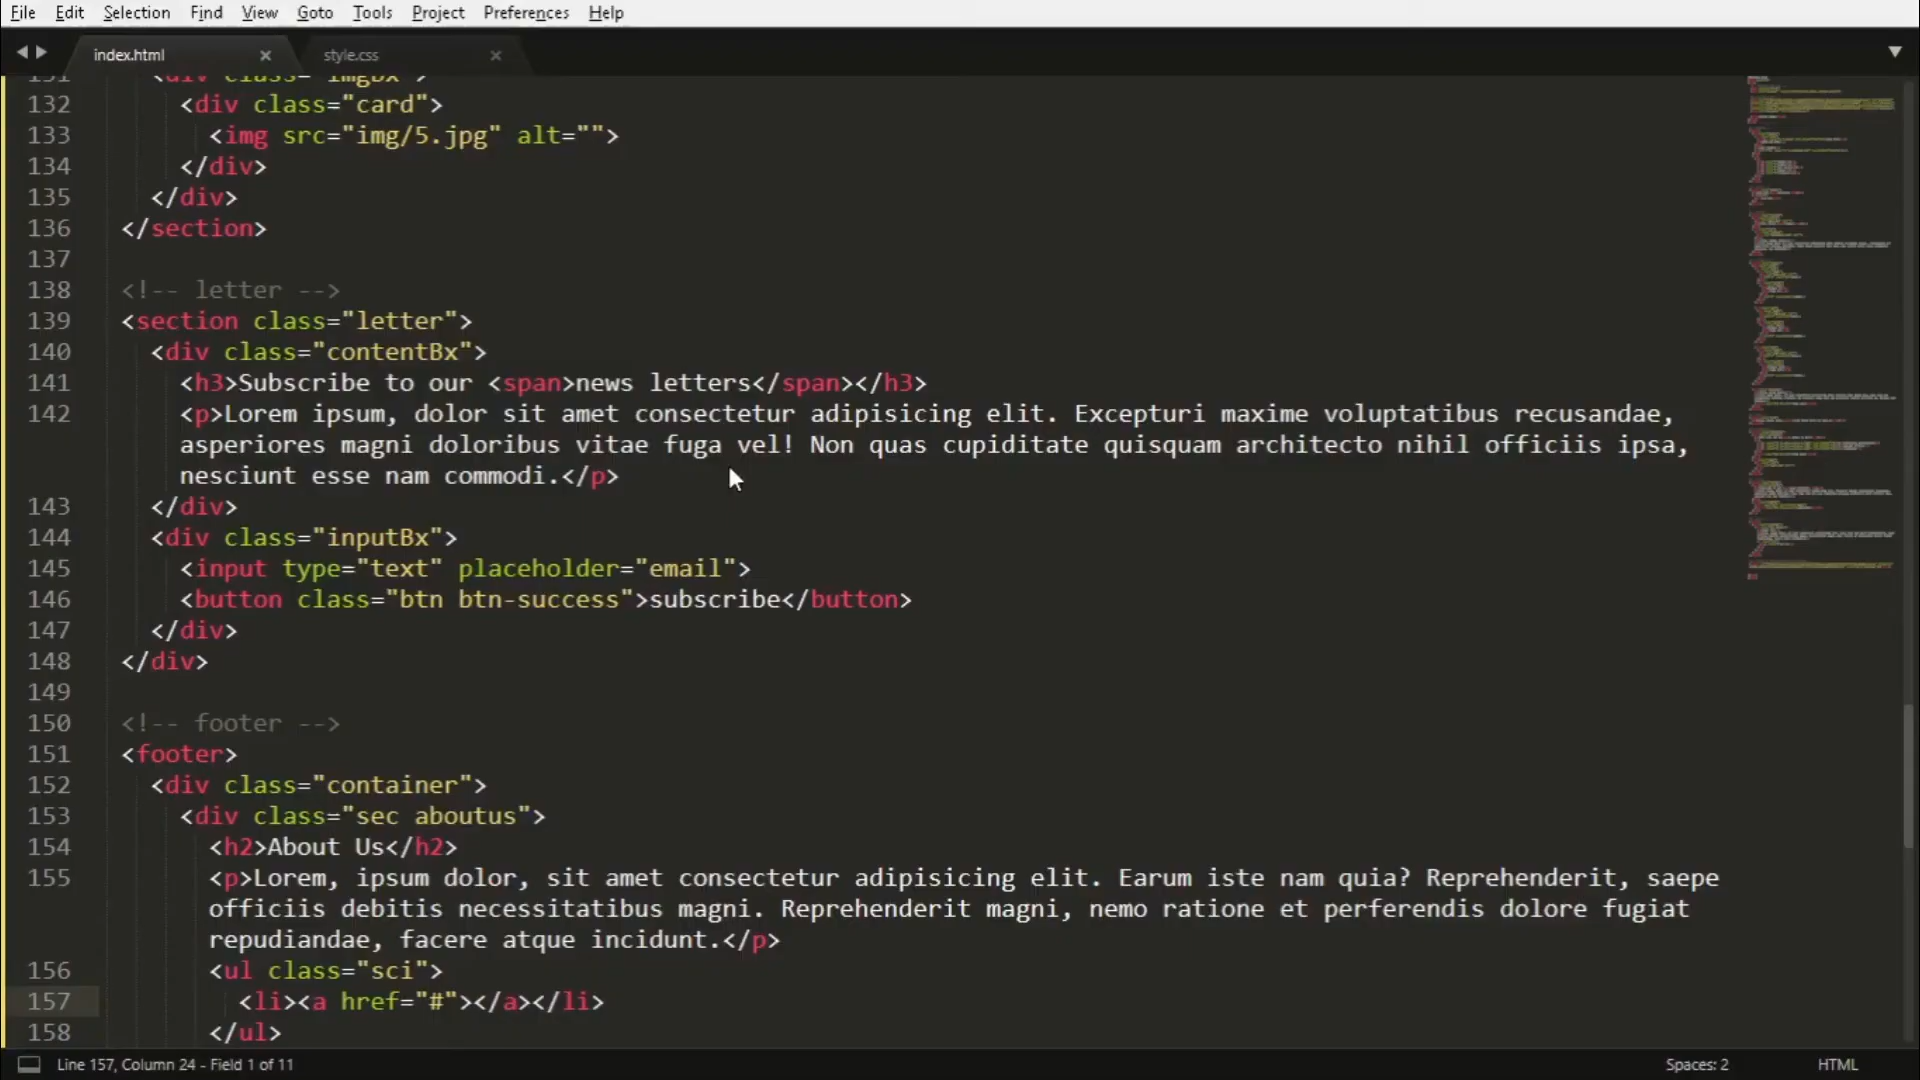 File Edit Selection Find View Goto Tools Project Preferences Help
index.html × style.css ×
131 <div class="imgBx">
132 <div class="card">
133 <img src="img/5.jpg" alt="">
134 </div>
135 </div>
136 </section>
137
138 <!-- letter -->
139 <section class="letter">
140 <div class="contentBx">
141 <h3>Subscribe to our <span>news letters</span></h3>
142 <p>Lorem ipsum, dolor sit amet consectetur adipisicing elit. Excepturi maxime voluptatibus recusandae,
asperiores magni doloribus vitae fuga vel! Non quas cupiditate quisquam architecto nihil officiis ipsa,
nesciunt esse nam commodi.</p>
143 </div>
144 <div class="inputBx">
145 <input type="text" placeholder="email">
146 <button class="btn btn-success">subscribe</button>
147 </div>
148 </div>
149
150 <!-- footer -->
151 <footer>
152 <div class="container">
153 <div class="sec aboutus">
154 <h2>About Us</h2>
155 <p>Lorem, ipsum dolor, sit amet consectetur adipisicing elit. Earum iste nam quia? Reprehenderit, saepe
officiis debitis necessitatibus magni. Reprehenderit magni, nemo ratione et perferendis dolore fugiat
repudiandae, facere atque incidunt.</p>
156 <ul class="sci">
157 <li><a href="#"></a></li>
158 </ul>
Line 157, Column 24 - Field 1 of 11 Spaces: 2 HTML